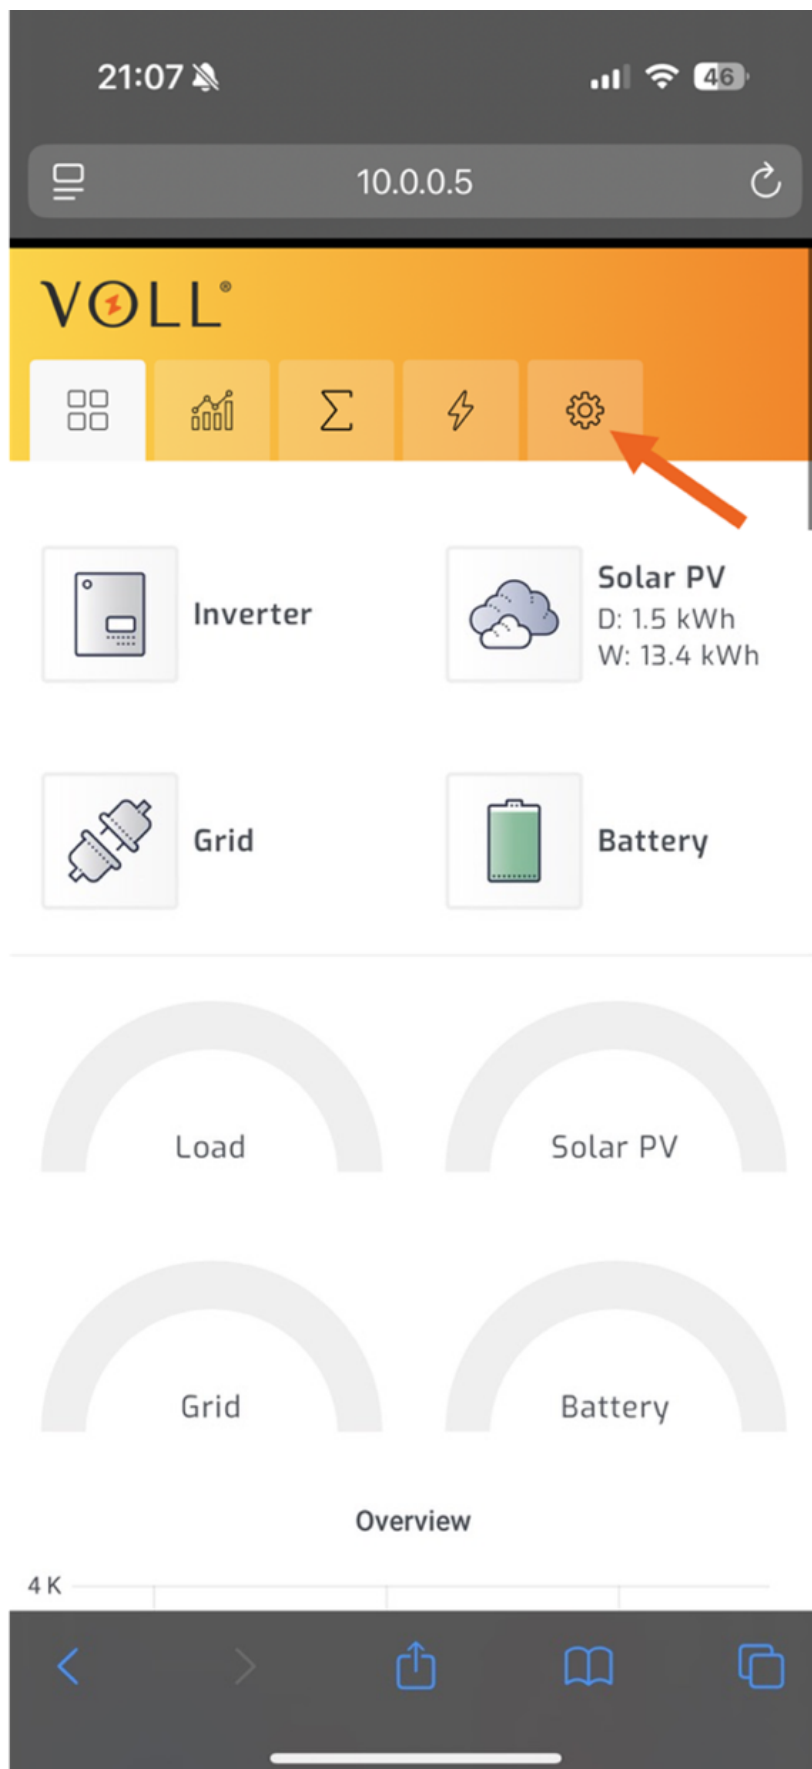 21:07
46
10.0.0.5
VOLL®
Inverter
Solar PV
D: 1.5 kWh
W: 13.4 kWh
Grid
Battery
Load
Solar PV
Grid
Battery
Overview
4 K